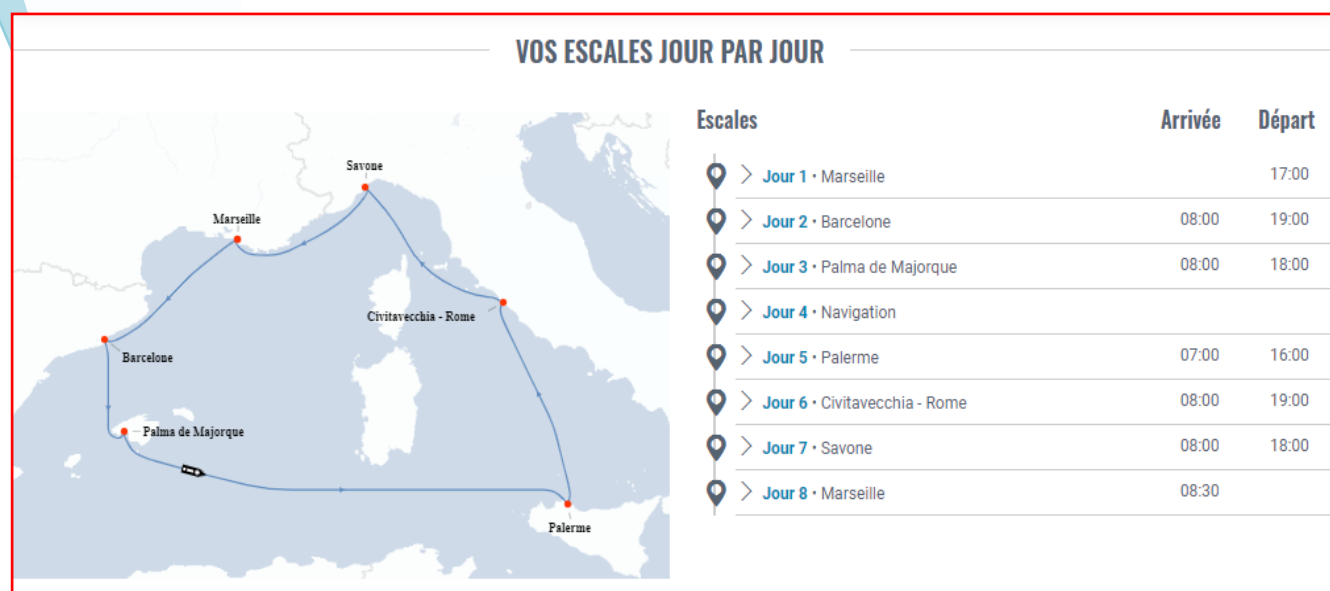 VOS ESCALES JOUR PAR JOUR
Savone
Marseille
Civitavecchia - Rome
Barcelone
Palma de Majorque
Palerme
Escales Arrivée Départ
Jour 1 · Marseille 17:00
Jour 2 · Barcelone 08:00 19:00
Jour 3 · Palma de Majorque 08:00 18:00
Jour 4 · Navigation
Jour 5 · Palerme 07:00 16:00
Jour 6 · Civitavecchia - Rome 08:00 19:00
Jour 7 · Savone 08:00 18:00
Jour 8 · Marseille 08:30